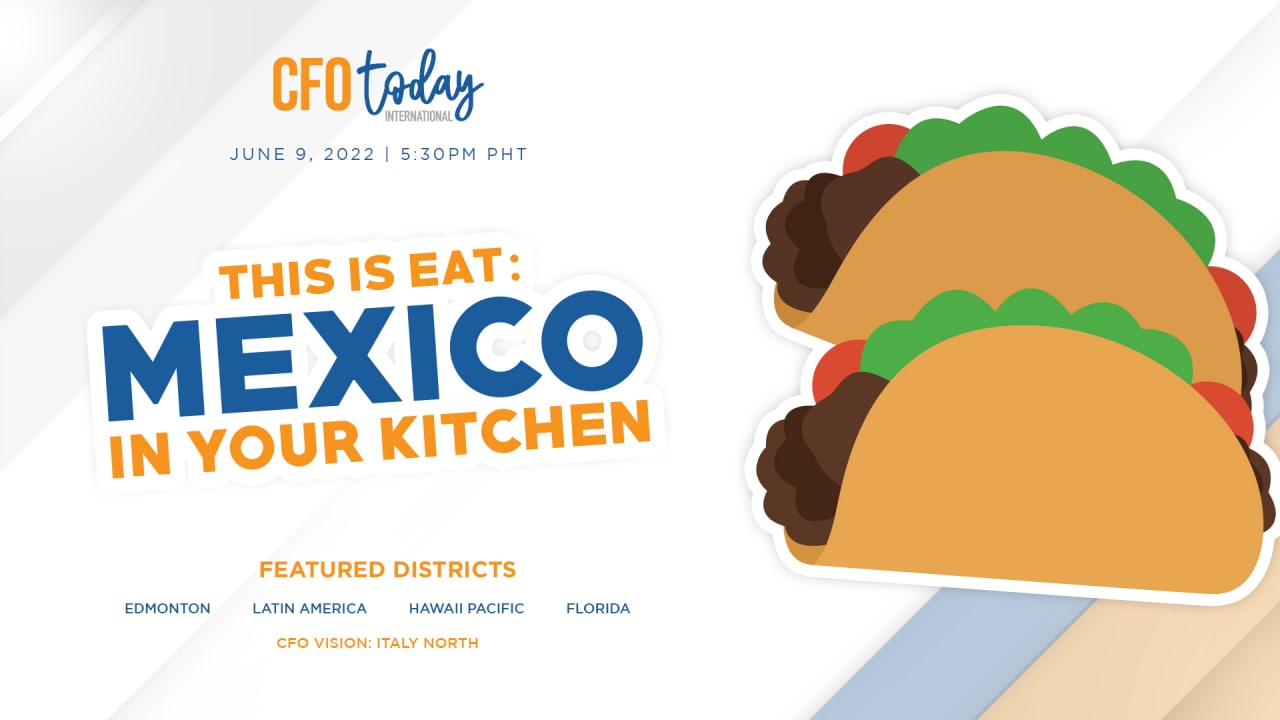 CFO today
INTERNATIONAL
JUNE 9, 2022 | 5:30PM PHT
THIS IS EAT:
MEXICO
IN YOUR KITCHEN
FEATURED DISTRICTS
EDMONTON LATIN AMERICA HAWAII PACIFIC FLORIDA
CFO VISION: ITALY NORTH